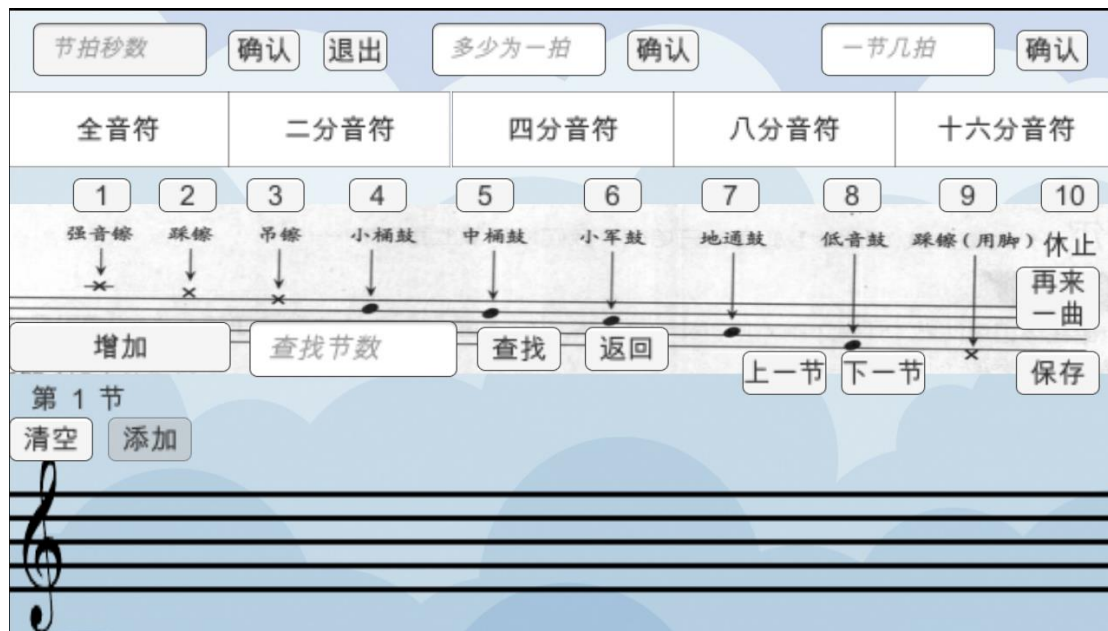 节拍秒数 确认 退出 多少为一拍 确认 一节几拍 确认
全音符 二分音符 四分音符 八分音符 十六分音符
1 2 3 4 5 6 7 8 9 10
强音镲 踩镲 吊镲 小桶鼓 中桶鼓 小军鼓 地通鼓 低音鼓 踩镲(用脚) 休止
再来
一曲
增加 查找节数 查找 返回
上一节 下一节 保存
第 1 节
清空 添加